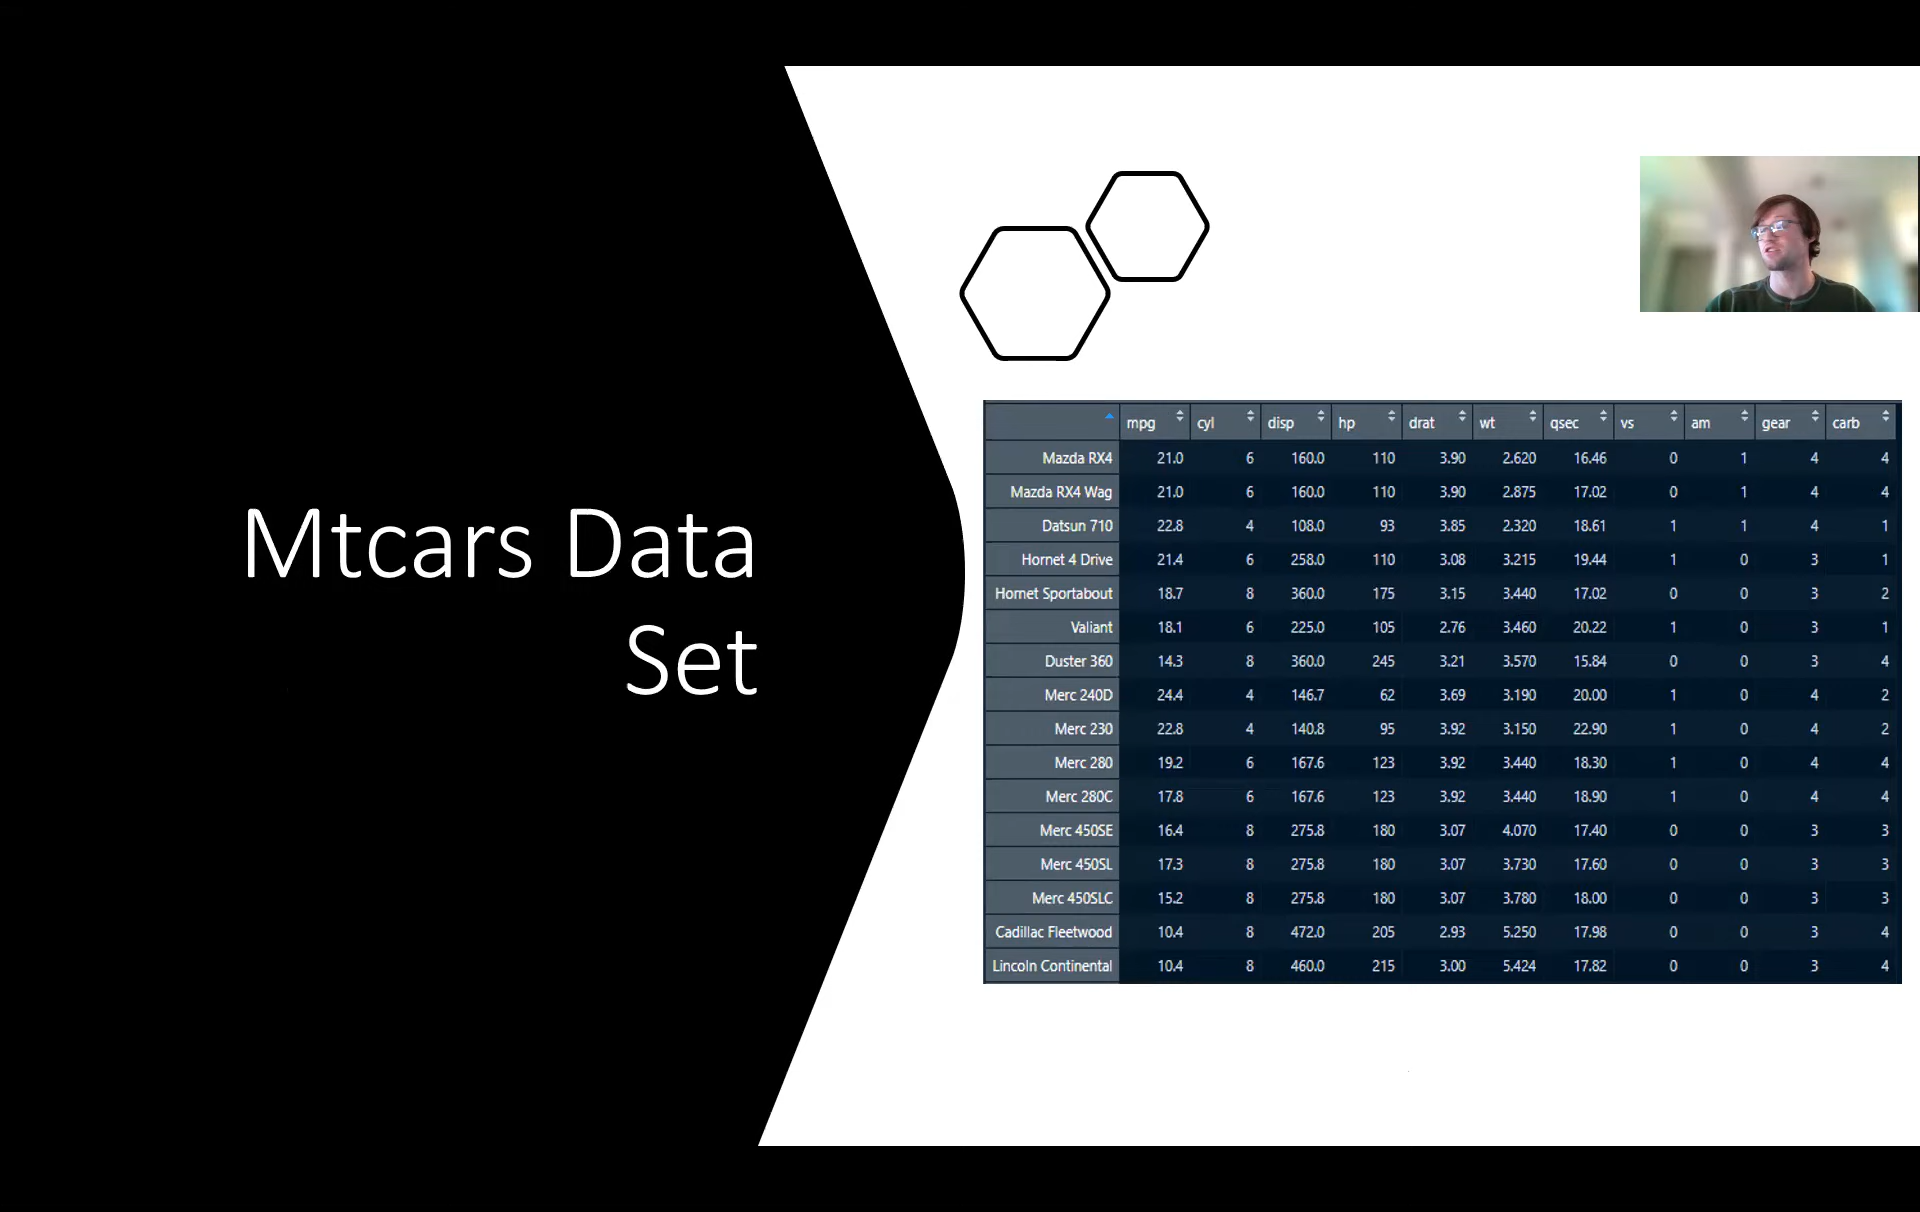 Mtcars Data
Set
mpg cyl disp hp drat wt qsec vs am gear carb
Mazda RX4 21.0 6 160.0 110 3.90 2.620 16.46 0 1 4 4
Mazda RX4 Wag 21.0 6 160.0 110 3.90 2.875 17.02 0 1 4 4
Datsun 710 22.8 4 108.0 93 3.85 2.320 18.61 1 1 4 1
Hornet 4 Drive 21.4 6 258.0 110 3.08 3.215 19.44 1 0 3 1
Hornet Sportabout 18.7 8 360.0 175 3.15 3.440 17.02 0 0 3 2
Valiant 18.1 6 225.0 105 2.76 3.460 20.22 1 0 3 1
Duster 360 14.3 8 360.0 245 3.21 3.570 15.84 0 0 3 4
Merc 240D 24.4 4 146.7 62 3.69 3.190 20.00 1 0 4 2
Merc 230 22.8 4 140.8 95 3.92 3.150 22.90 1 0 4 2
Merc 280 19.2 6 167.6 123 3.92 3.440 18.30 1 0 4 4
Merc 280C 17.8 6 167.6 123 3.92 3.440 18.90 1 0 4 4
Merc 450SE 16.4 8 275.8 180 3.07 4.070 17.40 0 0 3 3
Merc 450SL 17.3 8 275.8 180 3.07 3.730 17.60 0 0 3 3
Merc 450SLC 15.2 8 275.8 180 3.07 3.780 18.00 0 0 3 3
Cadillac Fleetwood 10.4 8 472.0 205 2.93 5.250 17.98 0 0 3 4
Lincoln Continental 10.4 8 460.0 215 3.00 5.424 17.82 0 0 3 4